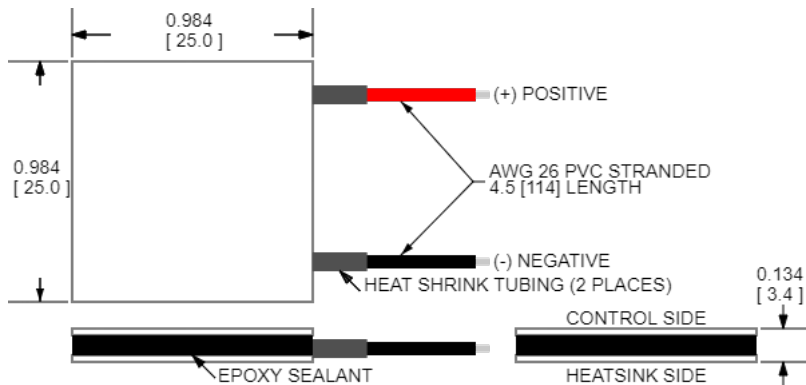 0.984
[ 25.0 ]
(+) POSITIVE
0.984
[ 25.0 ]
AWG 26 PVC STRANDED
4.5 [114] LENGTH
(-) NEGATIVE
HEAT SHRINK TUBING (2 PLACES)
0.134
[ 3.4 ]
CONTROL SIDE
EPOXY SEALANT
HEATSINK SIDE